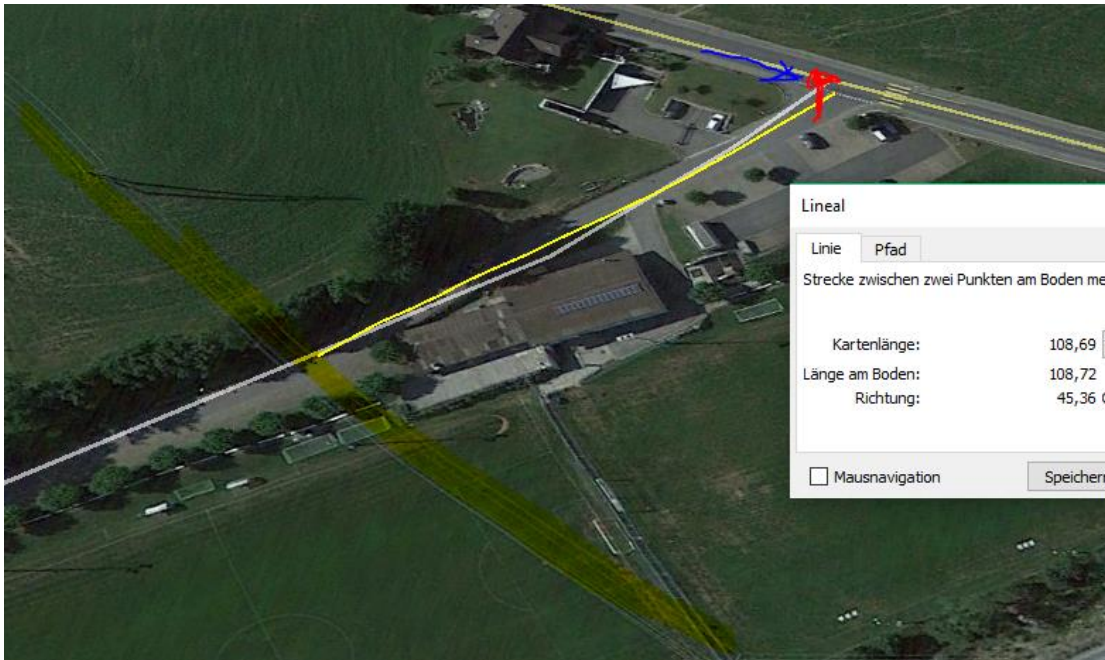 Lineal
Linie Pfad
Strecke zwischen zwei Punkten am Boden me
Kartenlänge: 108,69
Länge am Boden: 108,72
Richtung: 45,36
Mausnavigation Speichern